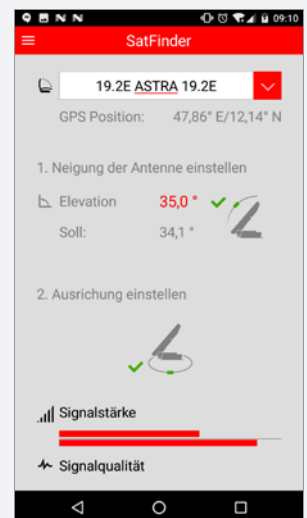 09:10
SatFinder
19.2E ASTRA 19.2E
GPS Position: 47,86° E/12,14° N
1. Neigung der Antenne einstellen
Elevation 35,0 °
Soll: 34,1 °
2. Ausrichung einstellen
Signalstärke
Signalqualität